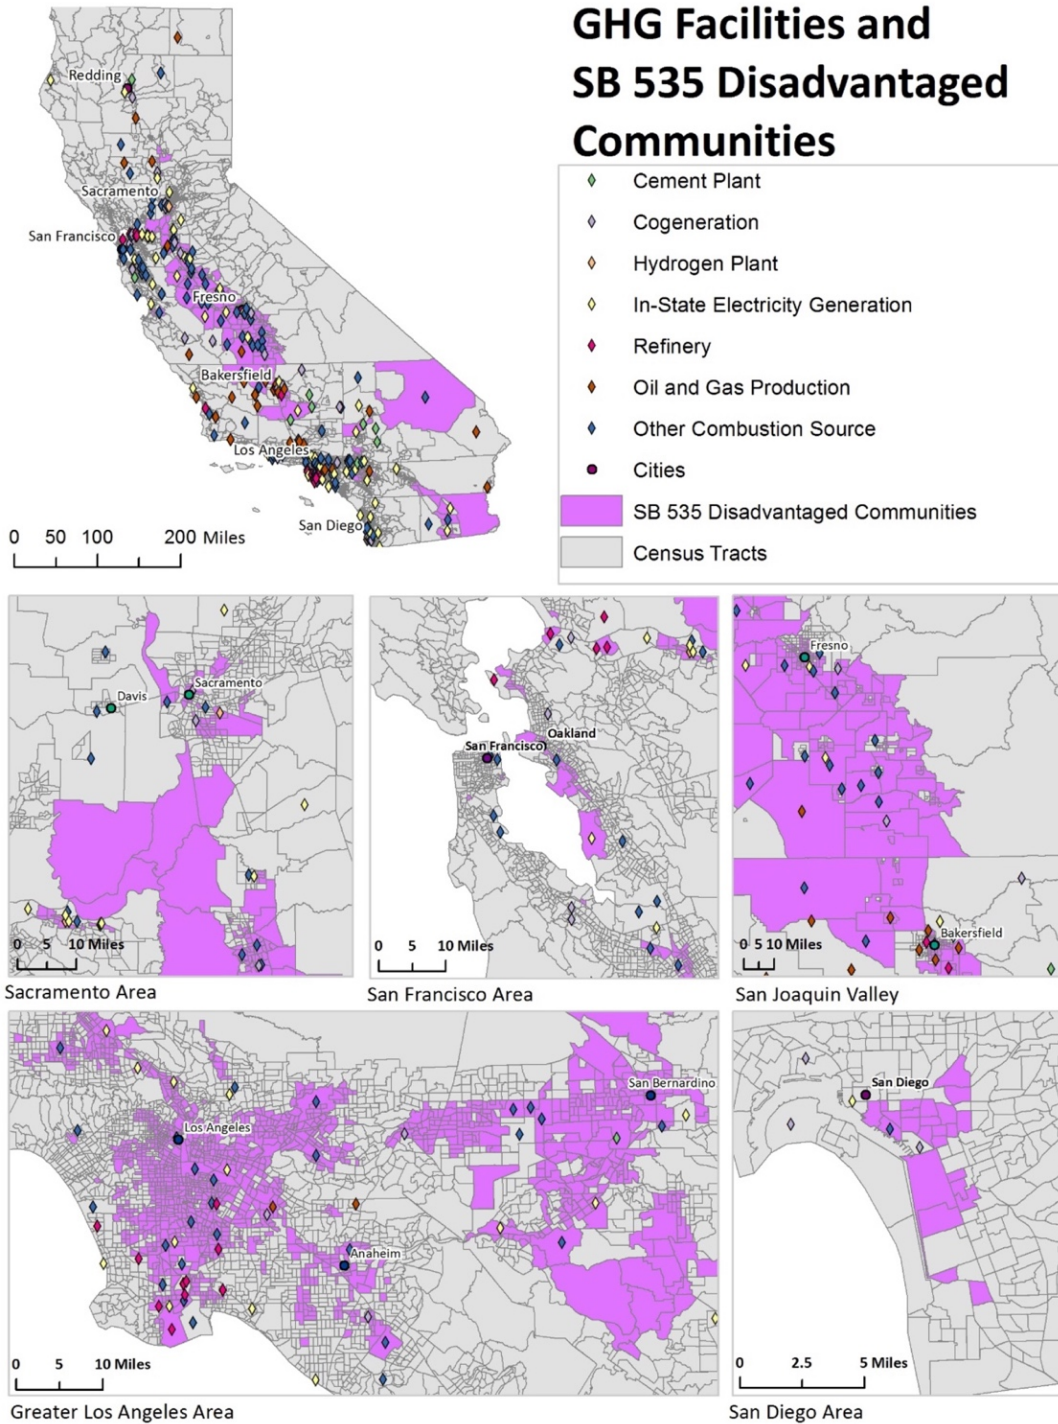 GHG Facilities and
SB 535 Disadvantaged
Communities
Cement Plant
Cogeneration
Hydrogen Plant
In-State Electricity Generation
Refinery
Oil and Gas Production
Other Combustion Source
Cities
SB 535 Disadvantaged Communities
Census Tracts
Redding
Sacramento
San Francisco
Fresno
Bakersfield
Los Angeles
San Diego
0 50 100 200 Miles
Davis
Sacramento
0 5 10 Miles
Sacramento Area
San Francisco
Oakland
0 5 10 Miles
San Francisco Area
Fresno
Bakersfield
0 5 10 Miles
San Joaquin Valley
San Bernardino
Los Angeles
Anaheim
0 5 10 Miles
Greater Los Angeles Area
San Diego
0 2.5 5 Miles
San Diego Area